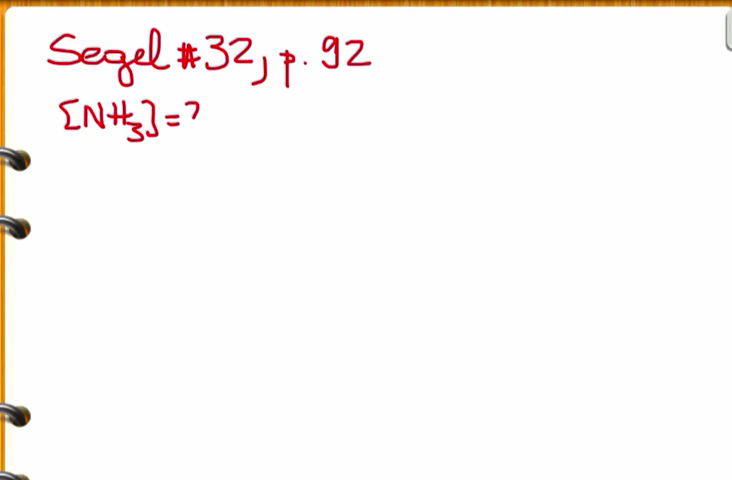 Segel #32, p. 92
[NH₃] = ?